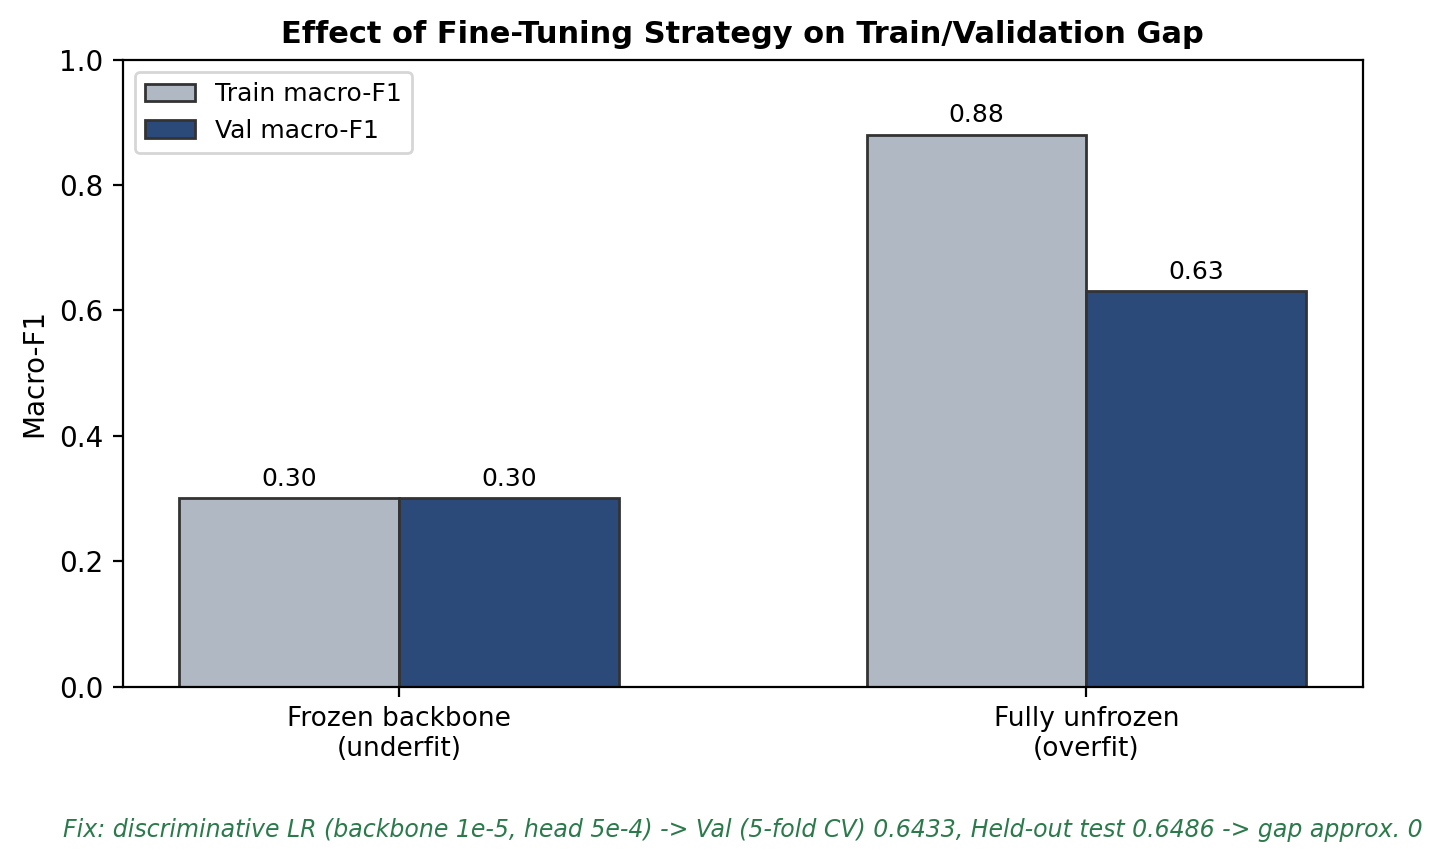 Effect of Fine-Tuning Strategy on Train/Validation Gap
1.0
0.8
0.6
0.4
0.2
0.0
Macro-F1
Train macro-F1
Val macro-F1
0.30
0.30
0.88
0.63
Frozen backbone
(underfit)
Fully unfrozen
(overfit)
Fix: discriminative LR (backbone 1e-5, head 5e-4) -> Val (5-fold CV) 0.6433, Held-out test 0.6486 -> gap approx. 0